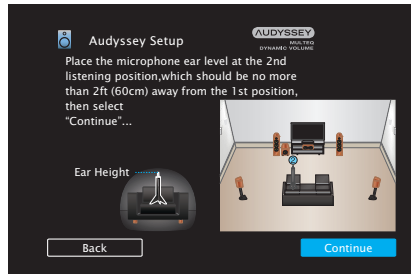 Audyssey Setup
AUDYSSEY
MULTEQ
DYNAMIC VOLUME
Place the microphone ear level at the 2nd
listening position,which should be no more
than 2ft (60cm) away from the 1st position,
then select
“Continue”...
Ear Height
2
Back
Continue